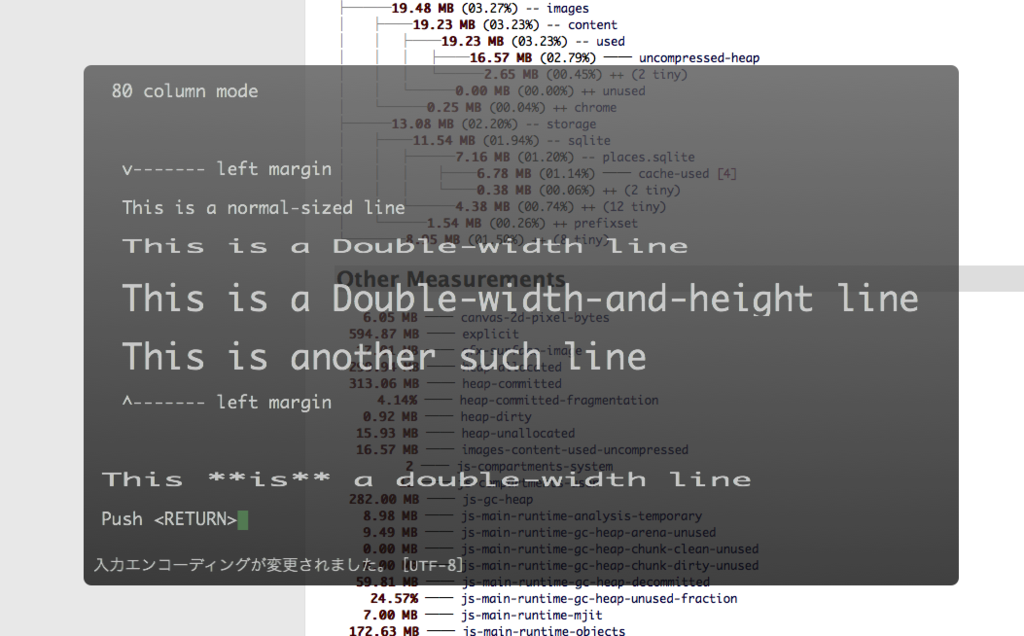 ├──────19.48 MB (03.27%) -- images
│ ├────19.23 MB (03.23%) -- content
│ │ ├──19.23 MB (03.23%) -- used
│ │ │ ├──16.57 MB (02.79%) ──── uncompressed-heap
│ │ │ └───2.65 MB (00.45%) ++ (2 tiny)
│ │ └───0.00 MB (00.00%) ++ unused
│ └─────0.25 MB (00.04%) ++ chrome
├──────13.08 MB (02.20%) -- storage
│ ├────11.54 MB (01.94%) -- sqlite
│ │ ├───7.16 MB (01.20%) -- places.sqlite
│ │ │ ├──6.78 MB (01.14%) ──── cache-used [4]
│ │ │ └──0.38 MB (00.06%) ++ (2 tiny)
│ │ └───4.38 MB (00.74%) ++ (12 tiny)
│ └─────1.54 MB (00.26%) ++ prefixset
MB ++ (8 tiny)
80 column mode
v------- left margin
This is a normal-sized line
This is a Double-width line
This is a Double-width-and-height line
This is another such line
^------- left margin
This **is** a double-width line
Push <RETURN>
入力エンコーディングが変更されました。 [UTF-8]
Other Measurements
6.05 MB ──── canvas-2d-pixel-bytes
594.87 MB ──── explicit
MB ──── gfx-surface-image
MB ──── heap-allocated
313.06 MB ──── heap-committed
4.14% ──── heap-committed-fragmentation
0.92 MB ──── heap-dirty
15.93 MB ──── heap-unallocated
16.57 MB ──── images-content-used-uncompressed
2 ──── js-compartments-system
282.00 MB ──── js-gc-heap
8.98 MB ──── js-main-runtime-analysis-temporary
9.49 MB ──── js-main-runtime-gc-heap-arena-unused
0.00 MB ──── js-main-runtime-gc-heap-chunk-clean-unused
MB ──── js-main-runtime-gc-heap-chunk-dirty-unused
59.81 MB ──── js-main-runtime-gc-heap-decommitted
24.57% ──── js-main-runtime-gc-heap-unused-fraction
7.00 MB ──── js-main-runtime-mjit
172.63 MB ──── js-main-runtime-objects